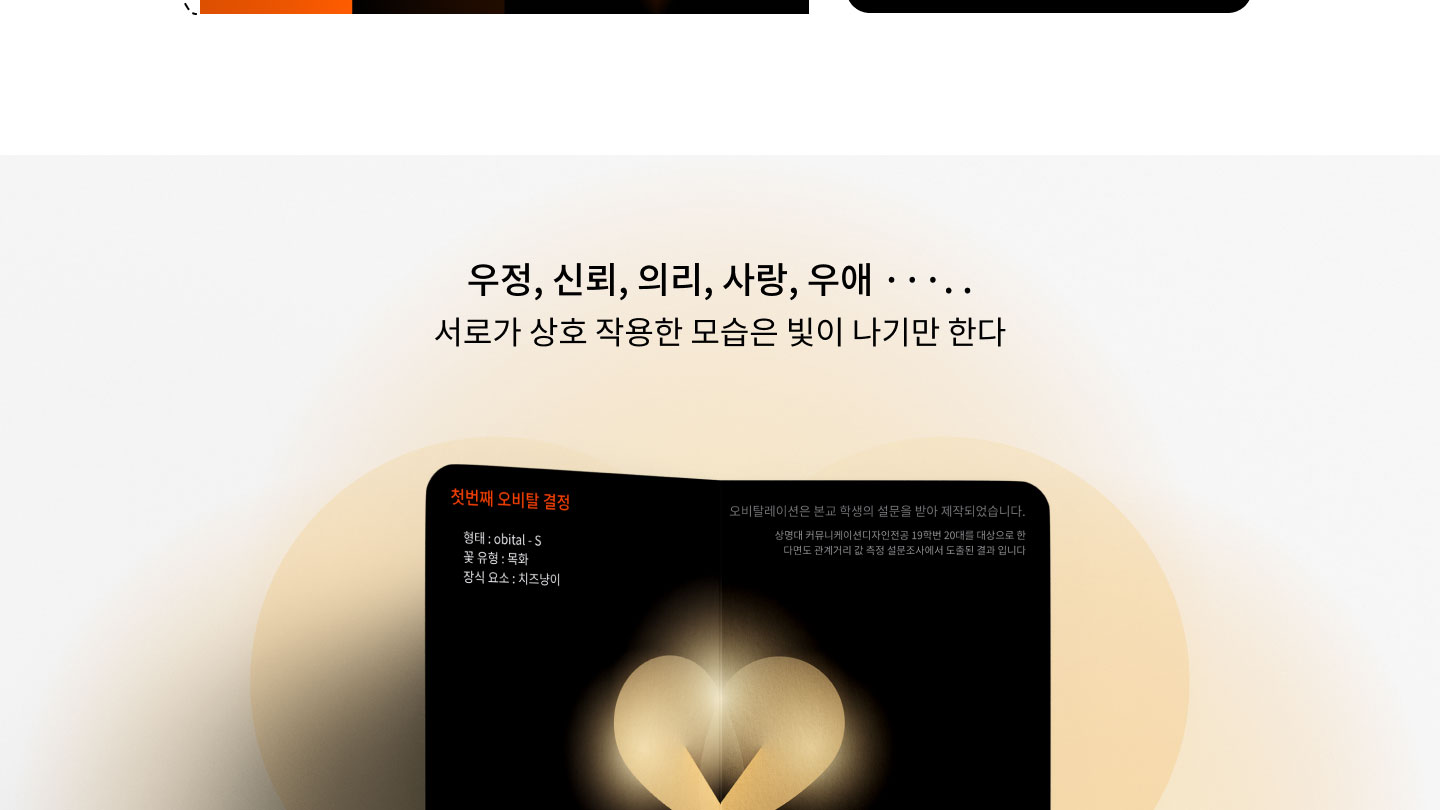 우정, 신뢰, 의리, 사랑, 우애 · · · . .
서로가 상호 작용한 모습은 빛이 나기만 한다
첫번째 오비탈 결정
형태 : obital - S
꽃 유형 : 목화
장식 요소 : 치즈냥이
오비탈레이션은 본교 학생의 설문을 받아 제작되었습니다.
상명대 커뮤니케이션디자인전공 19학번 20대를 대상으로 한
다면도 관계거리 값 측정 설문조사에서 도출된 결과 입니다